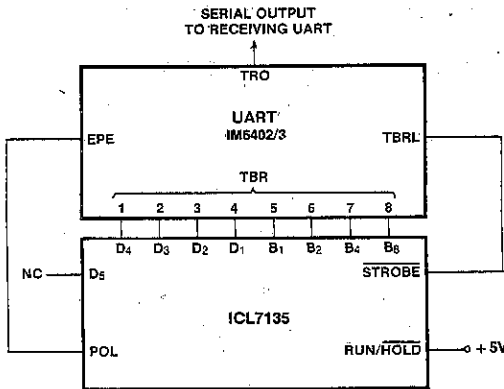 SERIAL OUTPUT
TO RECEIVING UART
TRO
UART
IM6402/3
EPE
TBRL
TBR
1 2 3 4 5 6 7 8
D4 D3 D2 D1 B1 B2 B4 B8
NC
D5
STROBE
ICL7135
POL
RUN/HOLD
+5V